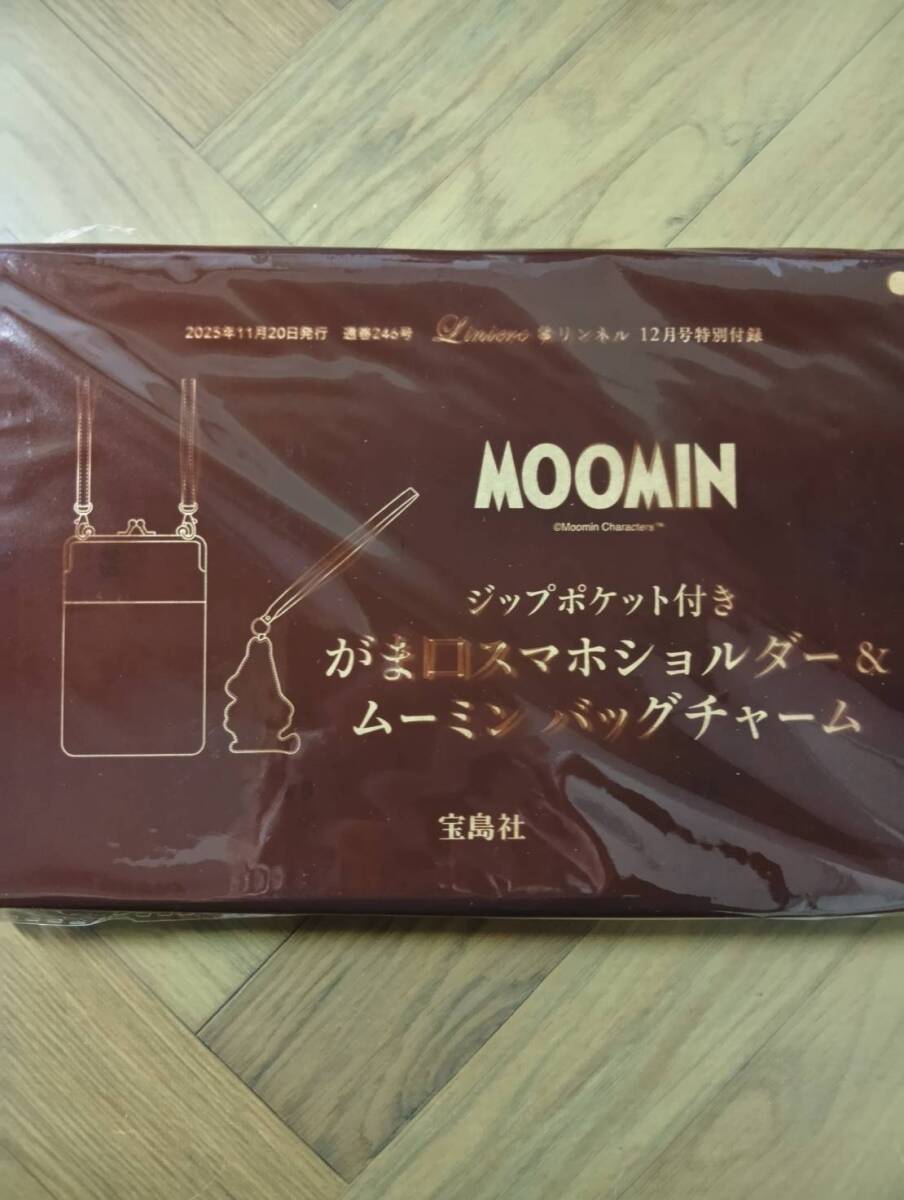 2025年11月20日発行 通巻246号 Liniere リンネル 12月号特別付録
MOOMIN
©Moomin Characters™
ジップポケット付き
がま口スマホショルダー &
ムーミン バッグチャーム
宝島社